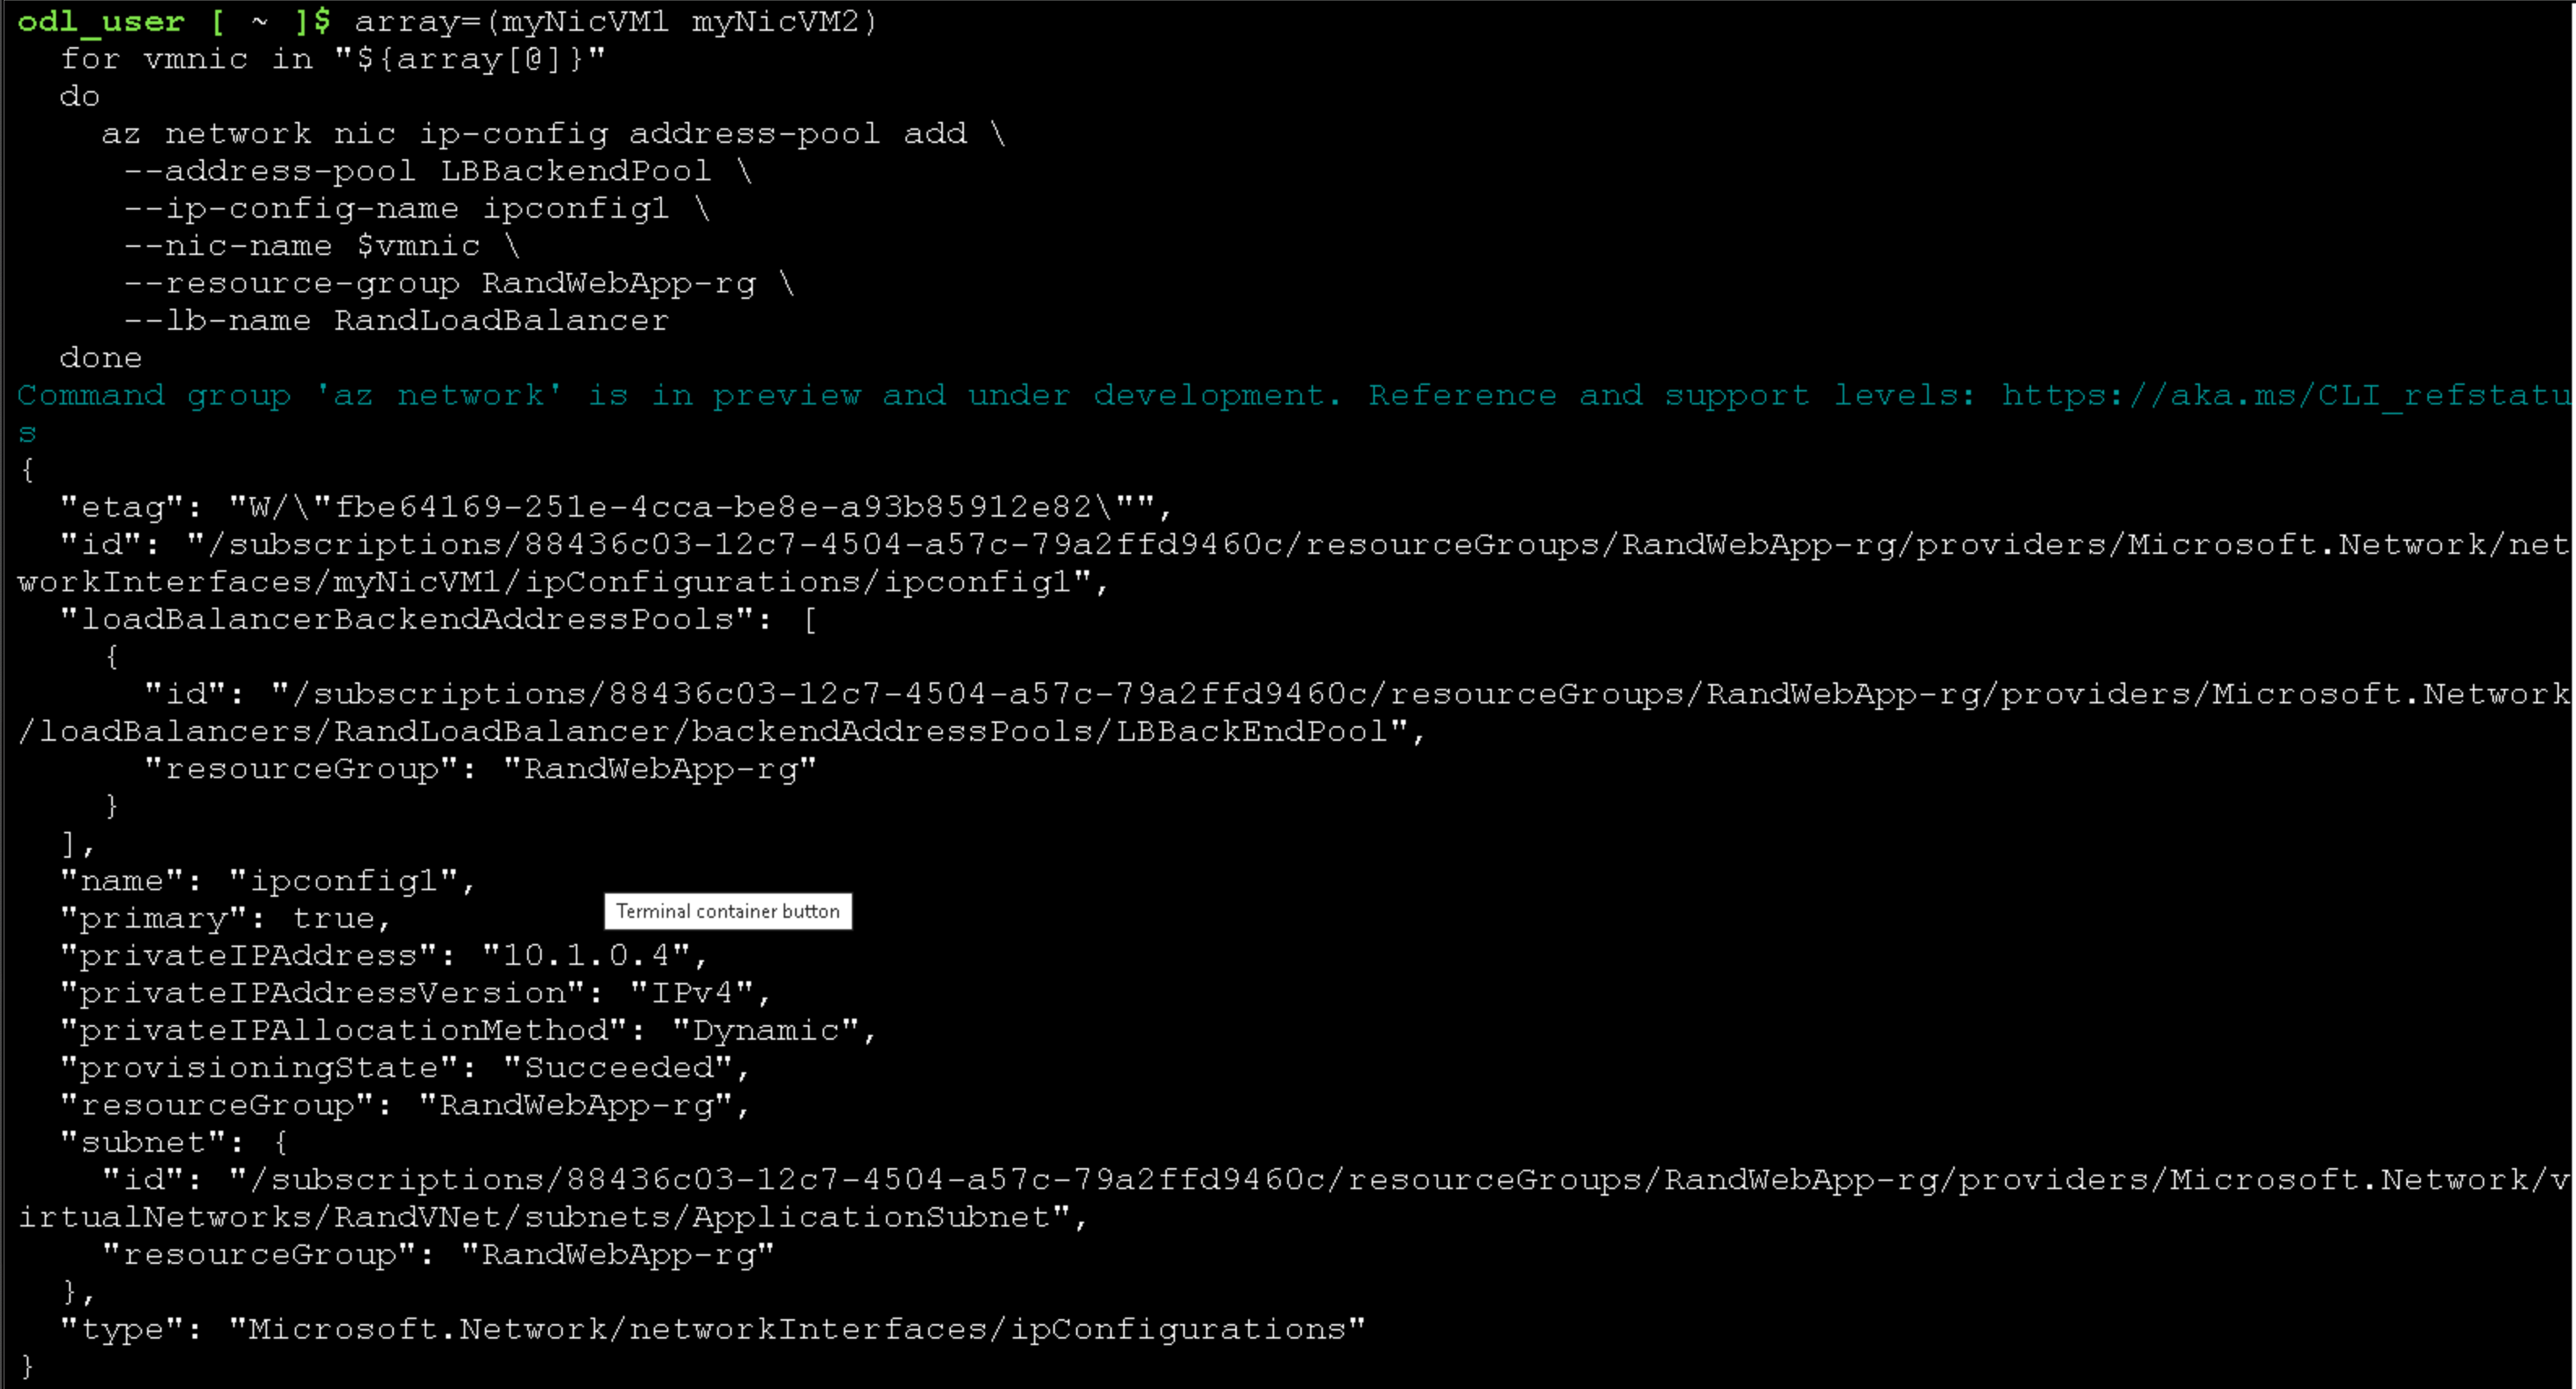 odl_user [ ~ ]$ array=(myNicVM1 myNicVM2)
  for vmnic in "${array[@]}"
  do
    az network nic ip-config address-pool add \
     --address-pool LBBackendPool \
     --ip-config-name ipconfig1 \
     --nic-name $vmnic \
     --resource-group RandWebApp-rg \
     --lb-name RandLoadBalancer
  done
Command group 'az network' is in preview and under development. Reference and support levels: https://aka.ms/CLI_refstatu
s
{
  "etag": "W/\"fbe64169-251e-4cca-be8e-a93b85912e82\"",
  "id": "/subscriptions/88436c03-12c7-4504-a57c-79a2ffd9460c/resourceGroups/RandWebApp-rg/providers/Microsoft.Network/net
workInterfaces/myNicVM1/ipConfigurations/ipconfig1",
  "loadBalancerBackendAddressPools": [
    {
      "id": "/subscriptions/88436c03-12c7-4504-a57c-79a2ffd9460c/resourceGroups/RandWebApp-rg/providers/Microsoft.Network
/loadBalancers/RandLoadBalancer/backendAddressPools/LBBackEndPool",
      "resourceGroup": "RandWebApp-rg"
    }
  ],
  "name": "ipconfig1",
  "primary": true,
Terminal container button
  "privateIPAddress": "10.1.0.4",
  "privateIPAddressVersion": "IPv4",
  "privateIPAllocationMethod": "Dynamic",
  "provisioningState": "Succeeded",
  "resourceGroup": "RandWebApp-rg",
  "subnet": {
    "id": "/subscriptions/88436c03-12c7-4504-a57c-79a2ffd9460c/resourceGroups/RandWebApp-rg/providers/Microsoft.Network/v
irtualNetworks/RandVNet/subnets/ApplicationSubnet",
    "resourceGroup": "RandWebApp-rg"
  },
  "type": "Microsoft.Network/networkInterfaces/ipConfigurations"
}